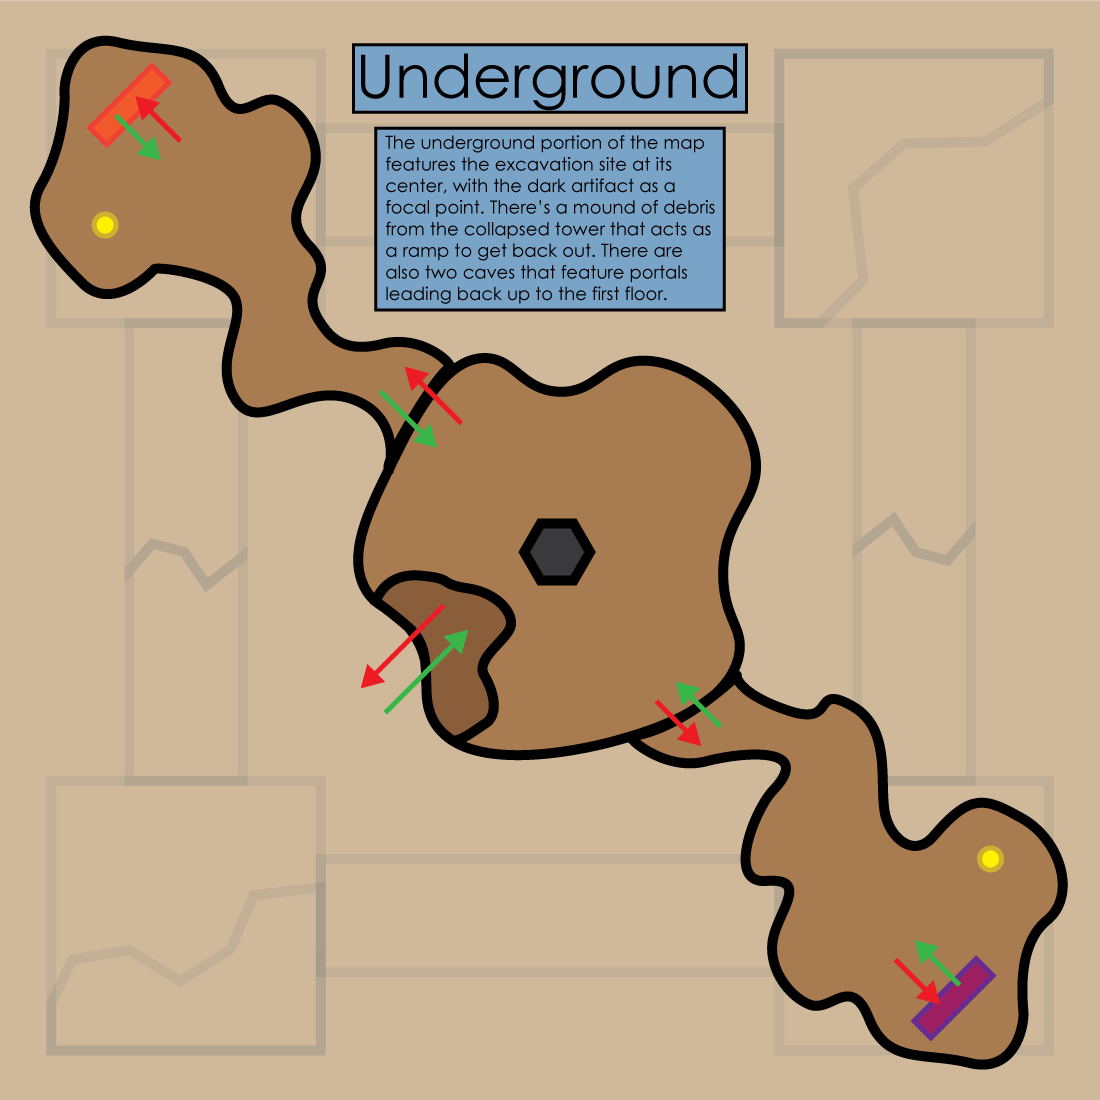 Underground
The underground portion of the map
features the excavation site at its
center, with the dark artifact as a
focal point. There's a mound of debris
from the collapsed tower that acts as
a ramp to get back out. There are
also two caves that feature portals
leading back up to the first floor.